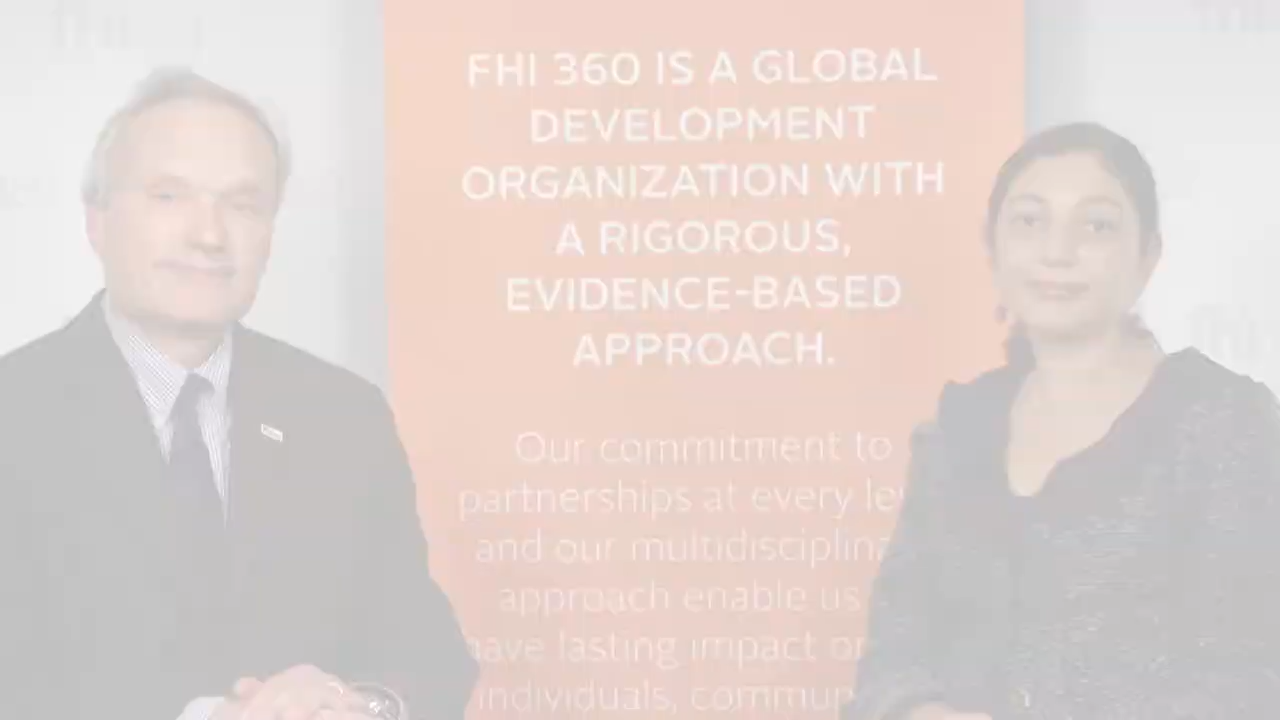 FHI 360 IS A GLOBAL
DEVELOPMENT
ORGANIZATION WITH
A RIGOROUS,
EVIDENCE-BASED
APPROACH.
Our commitment to
partnerships at every
and our
approach enable us
lasting impact
individuals,